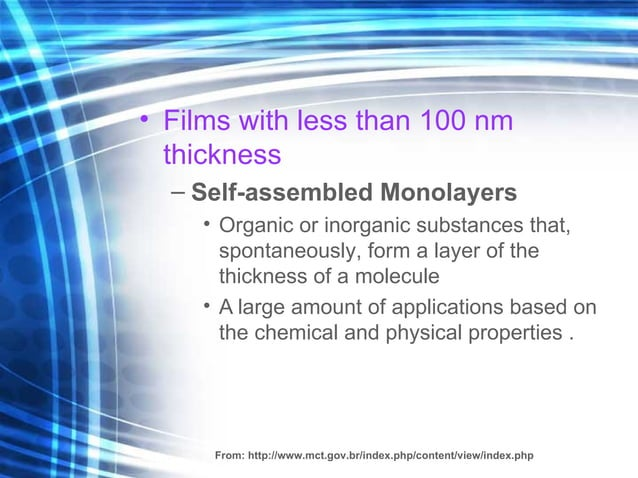 • Films with less than 100 nm
thickness
– Self-assembled Monolayers
• Organic or inorganic substances that,
spontaneously, form a layer of the
thickness of a molecule
• A large amount of applications based on
the chemical and physical properties .
From: http://www.mct.gov.br/index.php/content/view/index.php